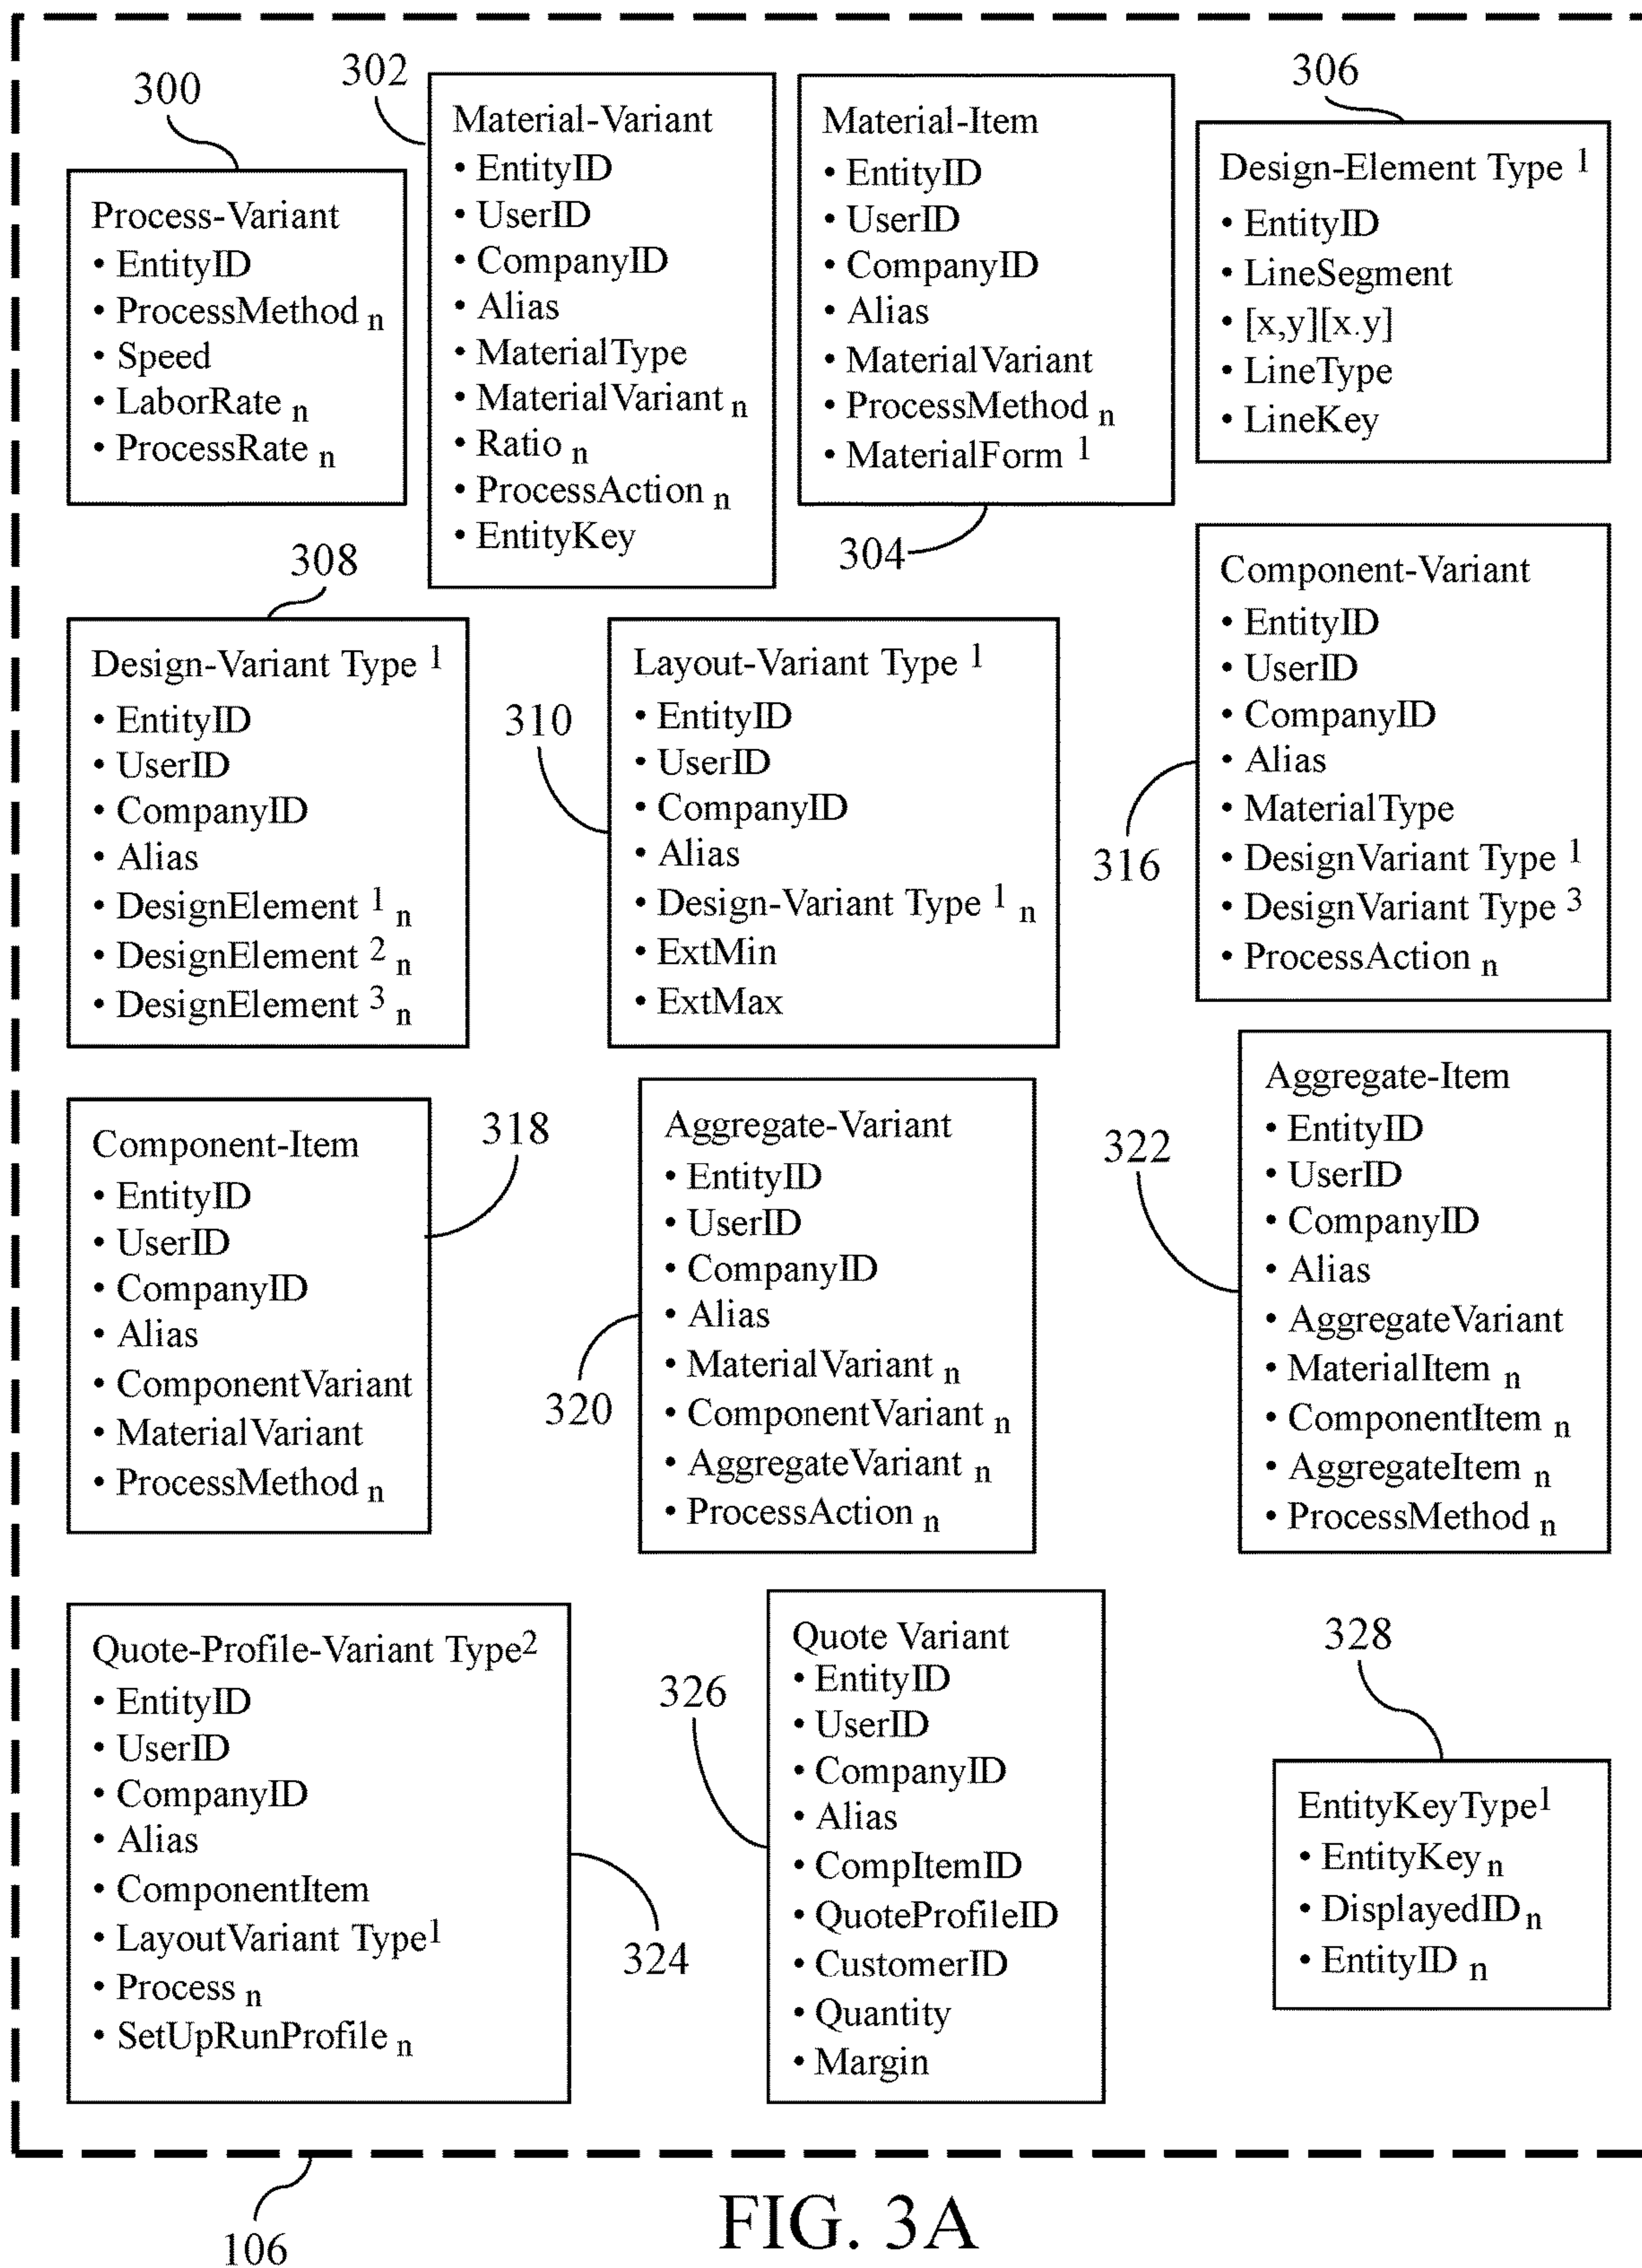 300
Process-Variant
• EntityID
• ProcessMethod n
• Speed
• LaborRate n
• ProcessRate n
302
Material-Variant
• EntityID
• UserID
• CompanyID
• Alias
• MaterialType
• MaterialVariant n
• Ratio n
• ProcessAction n
• EntityKey
Material-Item
• EntityID
• UserID
• CompanyID
• Alias
• MaterialVariant
• ProcessMethod n
• MaterialForm 1
304
306
Design-Element Type 1
• EntityID
• LineSegment
• [x,y][x.y]
• LineType
• LineKey
308
Design-Variant Type 1
• EntityID
• UserID
• CompanyID
• Alias
• DesignElement 1 n
• DesignElement 2 n
• DesignElement 3 n
310
Layout-Variant Type 1
• EntityID
• UserID
• CompanyID
• Alias
• Design-Variant Type 1 n
• ExtMin
• ExtMax
316
Component-Variant
• EntityID
• UserID
• CompanyID
• Alias
• MaterialType
• DesignVariant Type 1
• DesignVariant Type 3
• ProcessAction n
Component-Item
• EntityID
• UserID
• CompanyID
• Alias
• ComponentVariant
• MaterialVariant
• ProcessMethod n
318
Aggregate-Variant
• EntityID
• UserID
• CompanyID
• Alias
• MaterialVariant n
• ComponentVariant n
• AggregateVariant n
• ProcessAction n
320
322
Aggregate-Item
• EntityID
• UserID
• CompanyID
• Alias
• AggregateVariant
• MaterialItem n
• ComponentItem n
• AggregateItem n
• ProcessMethod n
Quote-Profile-Variant Type2
• EntityID
• UserID
• CompanyID
• Alias
• ComponentItem
• LayoutVariant Type1
• Process n
• SetUpRunProfile n
324
326
Quote Variant
• EntityID
• UserID
• CompanyID
• Alias
• CompItemID
• QuoteProfileID
• CustomerID
• Quantity
• Margin
328
EntityKeyType1
• EntityKey n
• DisplayedID n
• EntityID n
106
FIG. 3A